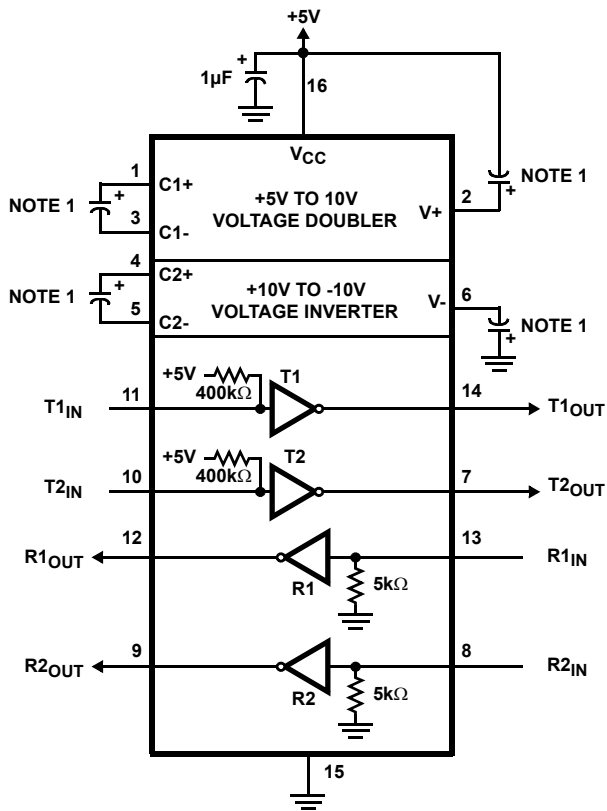 +5V
+
1µF
16
VCC
1
C1+
+
NOTE 1
3
C1-
+5V TO 10V
VOLTAGE DOUBLER
2
V+
+
NOTE 1
4
C2+
+
NOTE 1
5
C2-
+10V TO -10V
VOLTAGE INVERTER
6
V-
+
NOTE 1
+5V
400kΩ
T1
T1IN
11
14
T1OUT
+5V
400kΩ
T2
T2IN
10
7
T2OUT
R1OUT
12
13
R1IN
R1
5kΩ
R2OUT
9
8
R2IN
R2
5kΩ
15